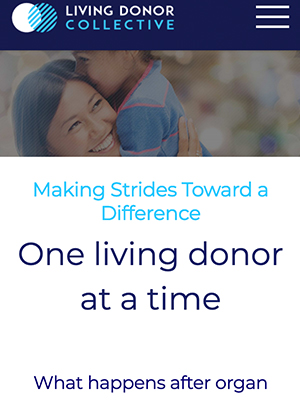 LIVING DONOR
COLLECTIVE
Making Strides Toward a
Difference
One living donor
at a time
What happens after organ